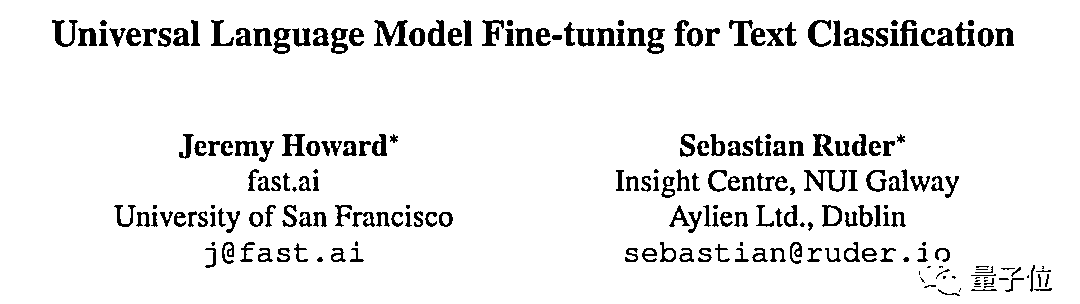 Universal Language Model Fine-tuning for Text Classification
Jeremy Howard*
fast.ai
University of San Francisco
j@fast.ai
Sebastian Ruder*
Insight Centre, NUI Galway
Aylien Ltd., Dublin
sebastian@ruder.io
量子位